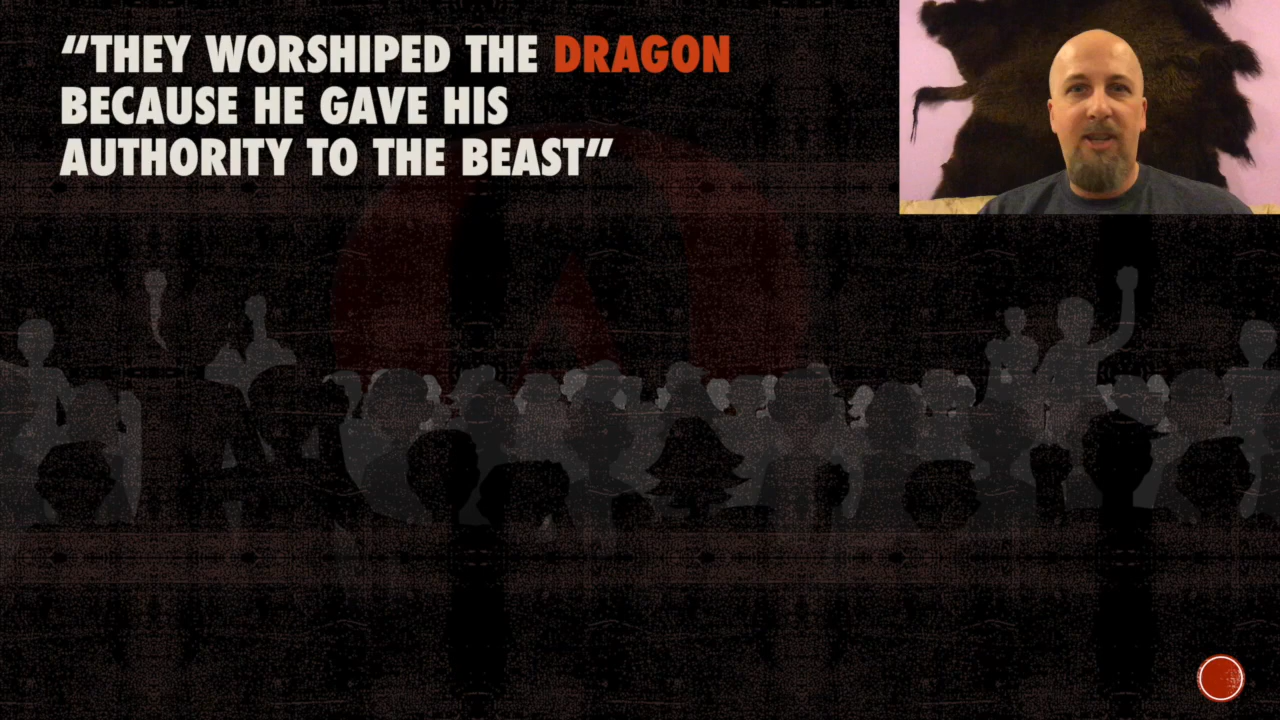 “THEY WORSHIPED THE DRAGON
BECAUSE HE GAVE HIS
AUTHORITY TO THE BEAST”